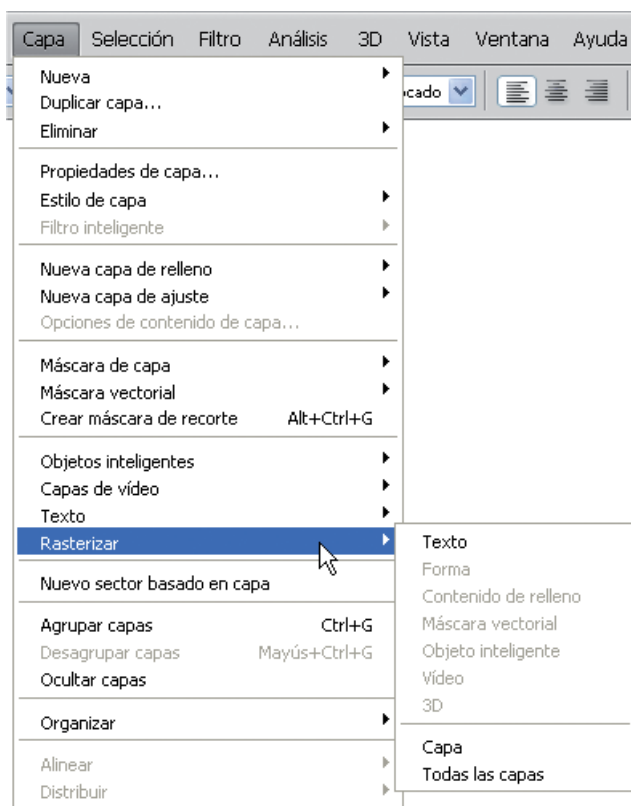 Capa Selección Filtro Análisis 3D Vista Ventana Ayuda
Nueva
Duplicar capa...
Eliminar
Propiedades de capa...
Estilo de capa
Filtro inteligente
Nueva capa de relleno
Nueva capa de ajuste
Opciones de contenido de capa...
Máscara de capa
Máscara vectorial
Crear máscara de recorte Alt+Ctrl+G
Objetos inteligentes
Capas de vídeo
Texto
Rasterizar
Nuevo sector basado en capa
Agrupar capas Ctrl+G
Desagrupar capas Mayús+Ctrl+G
Ocultar capas
Organizar
Alinear
Distribuir
Texto
Forma
Contenido de relleno
Máscara vectorial
Objeto inteligente
Vídeo
3D
Capa
Todas las capas